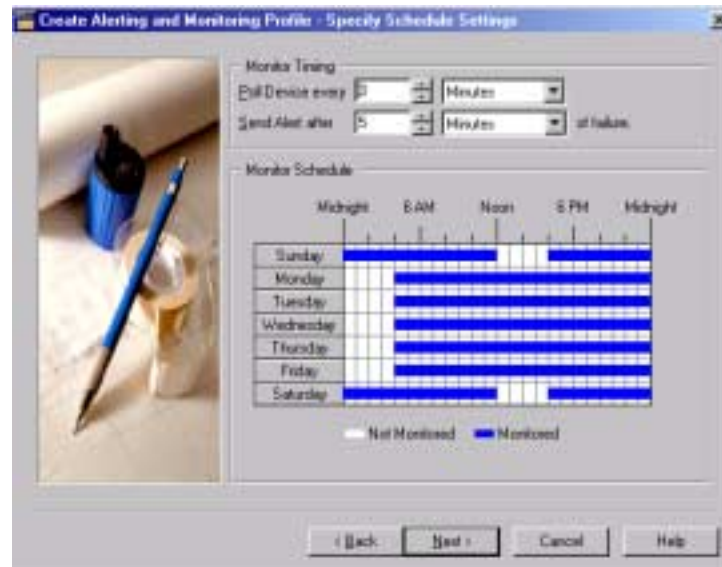 Create Alerting and Monitoring Profile - Specify Schedule Settings
Monitor Timing
Poll Device every Minutes
Send Alert after 5 Minutes of failure.
Monitor Schedule
Midnight 6 AM Noon 6 PM Midnight
Sunday
Monday
Tuesday
Wednesday
Thursday
Friday
Saturday
Not Monitored Monitored
< Back Next > Cancel Help